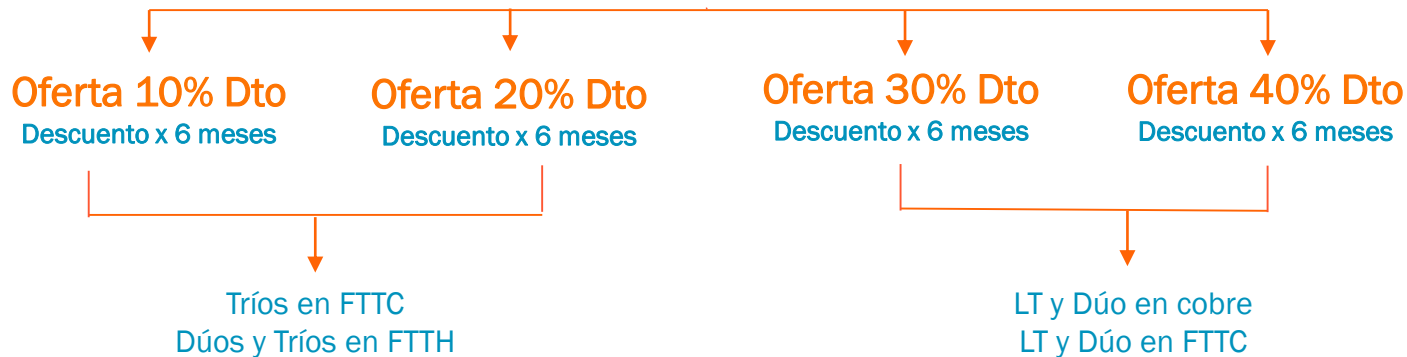 Oferta 10% Dto
Descuento x 6 meses
Oferta 20% Dto
Descuento x 6 meses
Oferta 30% Dto
Descuento x 6 meses
Oferta 40% Dto
Descuento x 6 meses
Tríos en FTTC
Dúos y Tríos en FTTH
LT y Dúo en cobre
LT y Dúo en FTTC